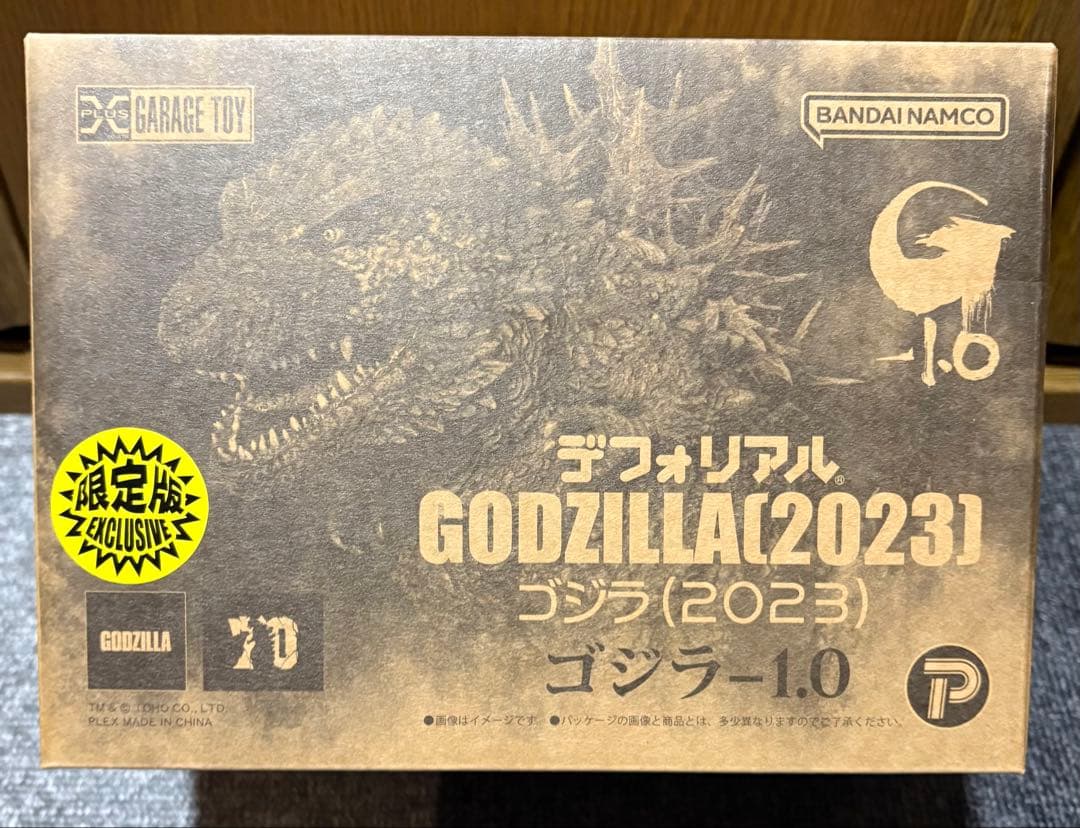 X PLUS GARAGE TOY
BANDAI NAMCO
G
-1.0
限定版
EXCLUSIVE
デフォリアル®
GODZILLA(2023)
ゴジラ(2023)
ゴジラ-1.0
GODZILLA
70
TM & © TOHO CO., LTD.
PLEX MADE IN CHINA
●画像はイメージです。 ●パッケージの画像と商品とは、多少異なりますのでご了承ください。
P